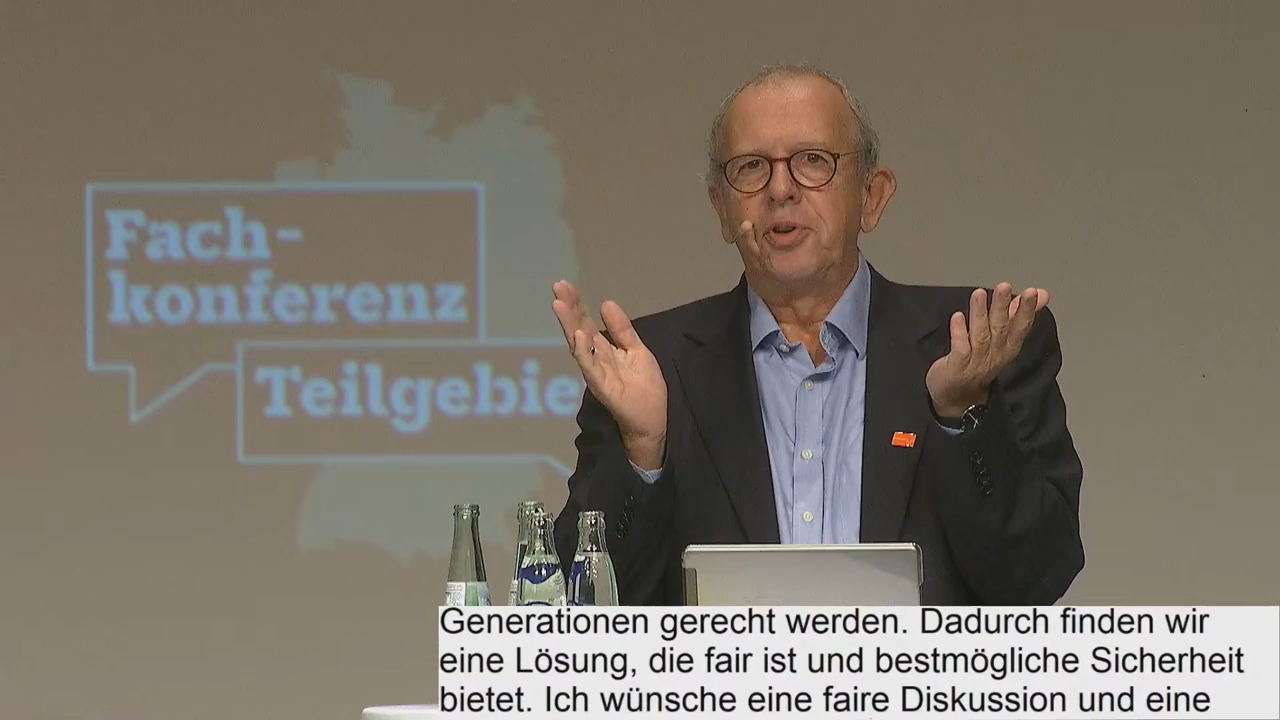 Fach-
konferenz
Teilgebie
Generationen gerecht werden. Dadurch finden wir
eine Lösung, die fair ist und bestmögliche Sicherheit
bietet. Ich wünsche eine faire Diskussion und eine